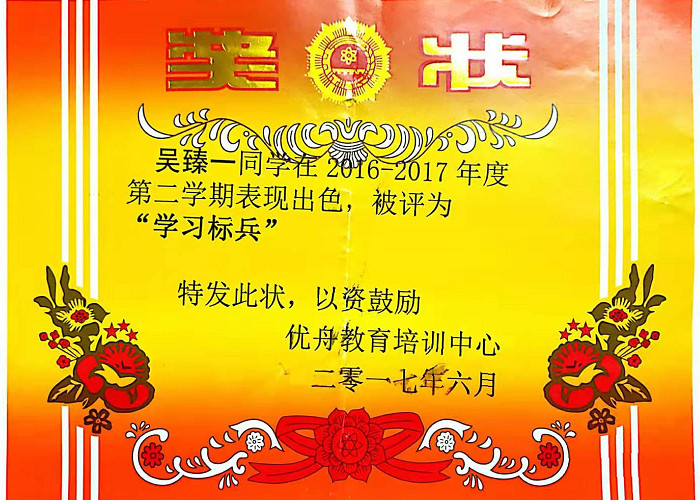 奖状
吴臻一同学在 2016-2017 年度
第二学期表现出色，被评为
“学习标兵”
特发此状，以资鼓励
优舟教育培训中心
二零一七年六月